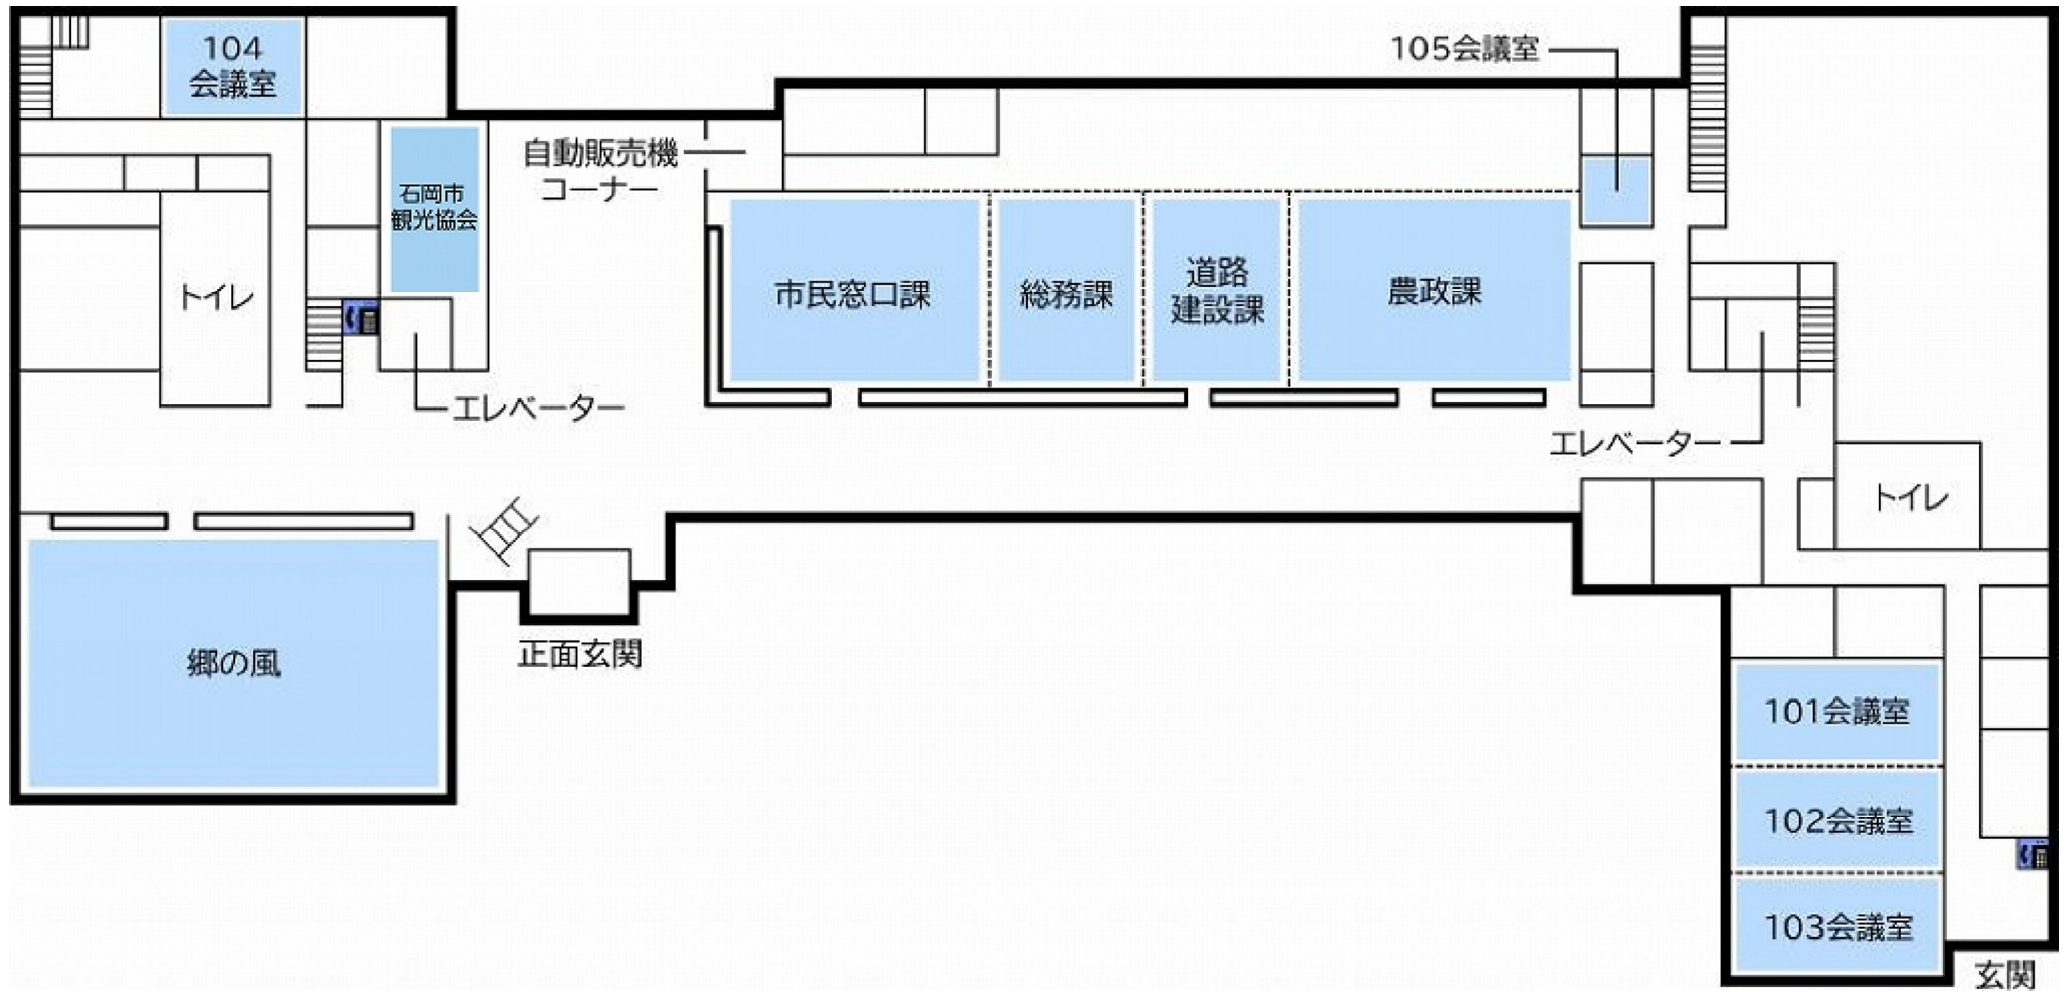 104
会議室
105会議室
自動販売機
コーナー
石岡市
観光協会
トイレ
市民窓口課
総務課
道路
建設課
農政課
エレベーター
エレベーター
トイレ
郷の風
正面玄関
101会議室
102会議室
103会議室
玄関